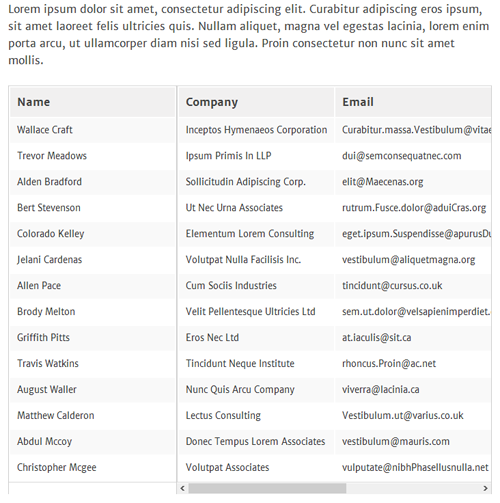 Lorem ipsum dolor sit amet, consectetur adipiscing elit. Curabitur adipiscing eros ipsum,
sit amet laoreet felis ultricies quis. Nullam aliquet, magna vel egestas lacinia, lorem enim
porta arcu, ut ullamcorper diam nisi sed ligula. Proin consectetur non nunc sit amet
mollis.
Name Company Email
Wallace Craft Inceptos Hymenaeos Corporation Curabitur.massa.Vestibulum@vitae
Trevor Meadows Ipsum Primis In LLP dui@semconsequatnec.com
Alden Bradford Sollicitudin Adipiscing Corp. elit@Maecenas.org
Bert Stevenson Ut Nec Urna Associates rutrum.Fusce.dolor@aduiCras.org
Colorado Kelley Elementum Lorem Consulting eget.ipsum.Suspendisse@apurusDu
Jelani Cardenas Volutpat Nulla Facilisis Inc. vestibulum@aliquetmagna.org
Allen Pace Cum Sociis Industries tincidunt@cursus.co.uk
Brody Melton Velit Pellentesque Ultricies Ltd sem.ut.dolor@velsapienimperdiet.
Griffith Pitts Eros Nec Ltd at.iaculis@sit.ca
Travis Watkins Tincidunt Neque Institute rhoncus.Proin@ac.net
August Waller Nunc Quis Arcu Company viverra@lacinia.ca
Matthew Calderon Lectus Consulting Vestibulum.ut@varius.co.uk
Abdul Mccoy Donec Tempus Lorem Associates vestibulum@mauris.com
Christopher Mcgee Volutpat Associates vulputate@nibhPhasellusnulla.net